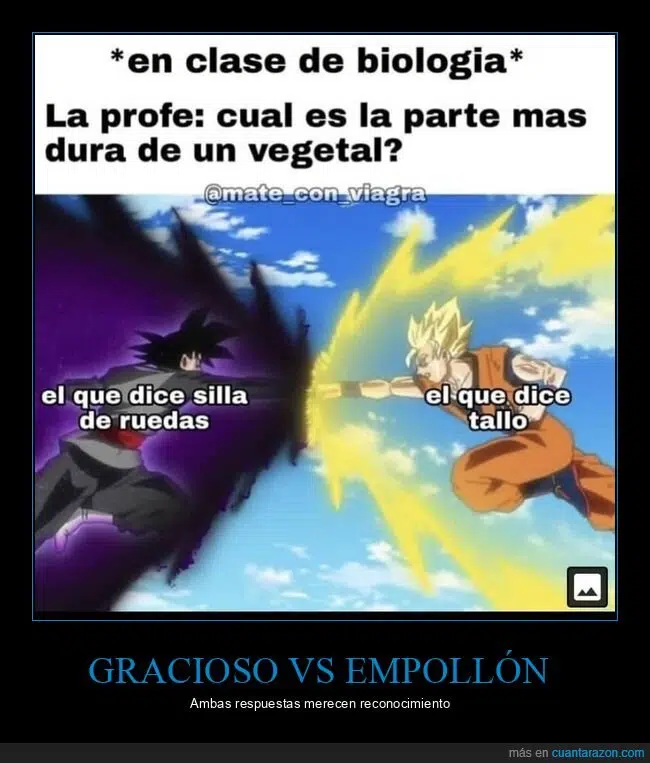 *en clase de biologia*
La profe: cual es la parte mas
dura de un vegetal?
@mate_con_viagra
el que dice silla
de ruedas
el que dice
tallo
GRACIOSO VS EMPOLLÓN
Ambas respuestas merecen reconocimiento
más en cuantarazon.com